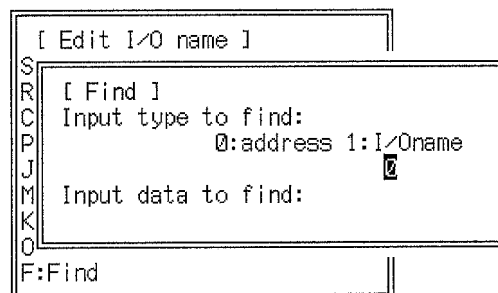 [ Edit I/O name ]
S
R
[ Find ]
C
Input type to find:
P
0:address 1:I/Oname
J
0
M
Input data to find:
K
O
F:Find